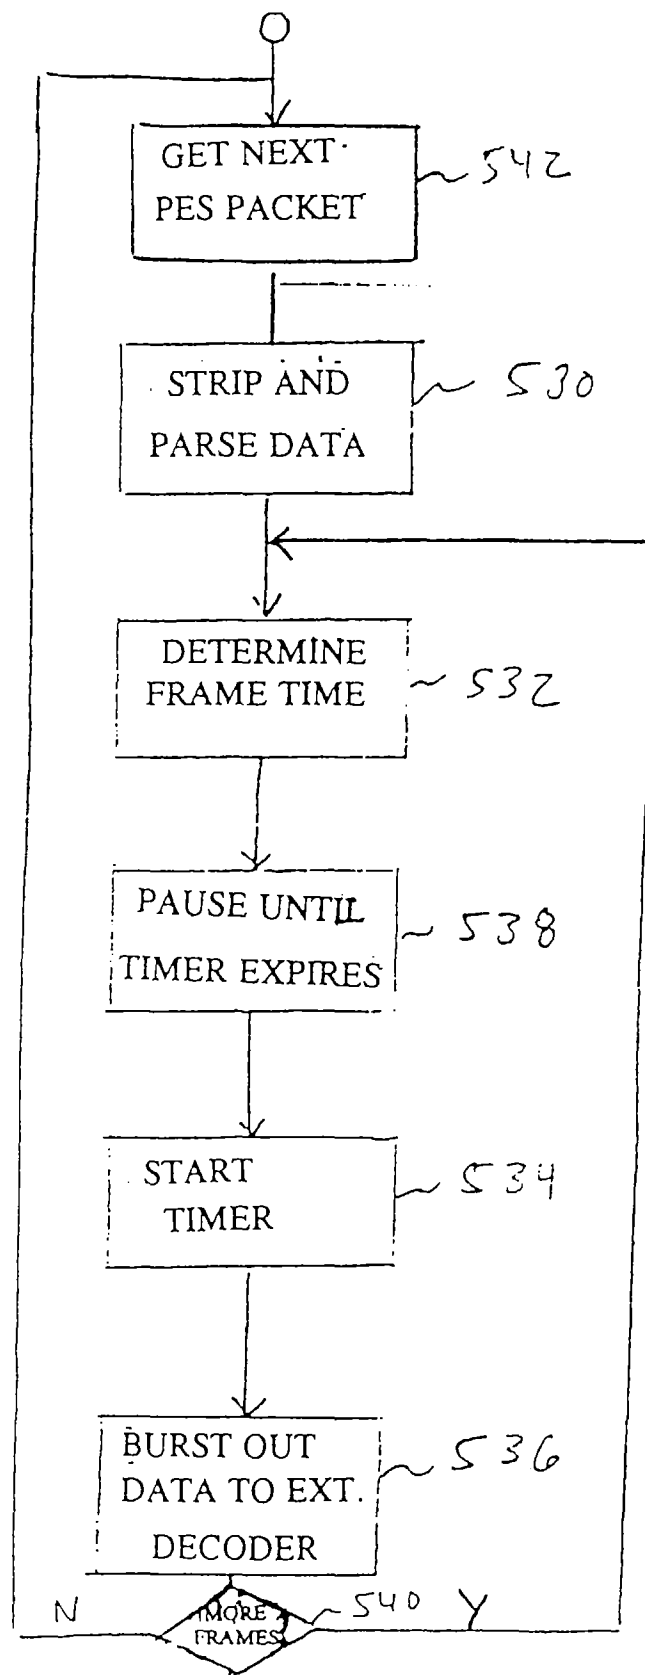 GET NEXT
PES PACKET
542
STRIP AND
PARSE DATA
530
DETERMINE
FRAME TIME
532
PAUSE UNTIL
TIMER EXPIRES
538
START
TIMER
534
BURST OUT
DATA TO EXT.
DECODER
536
N
MORE
FRAMES
540
Y